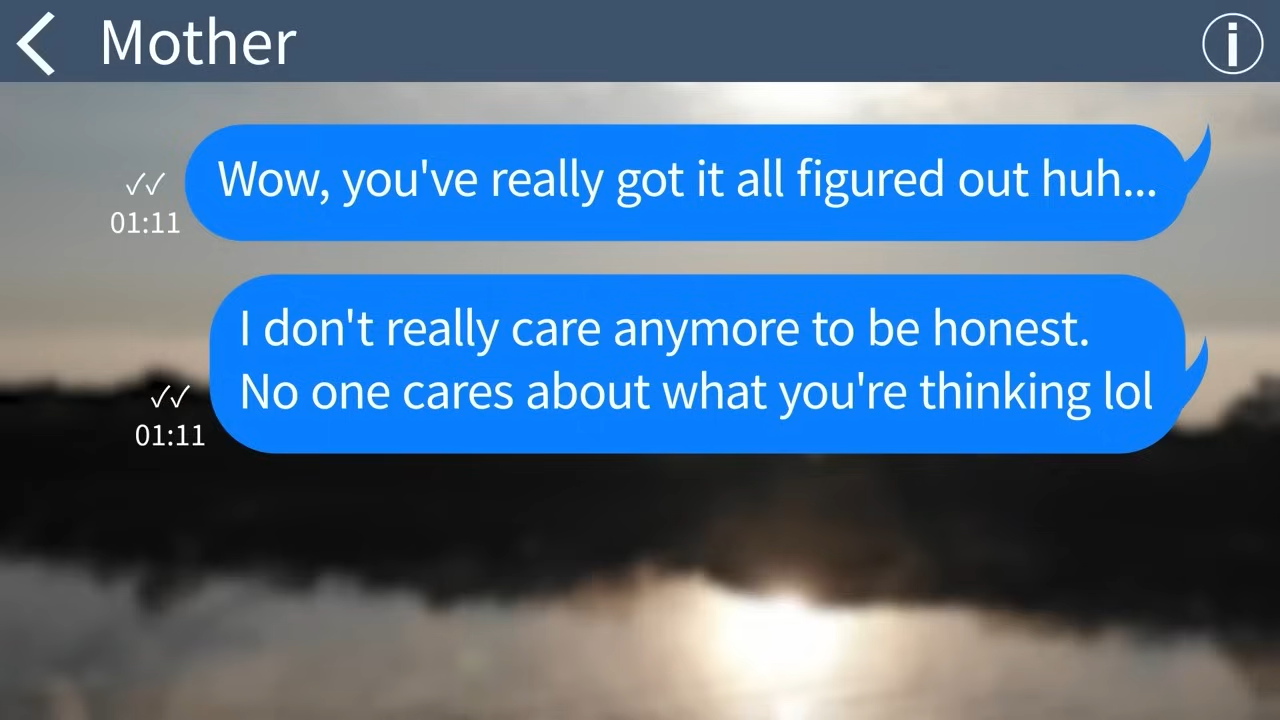 Mother
Wow, you've really got it all figured out huh...
01:11
I don't really care anymore to be honest.
No one cares about what you're thinking lol
01:11